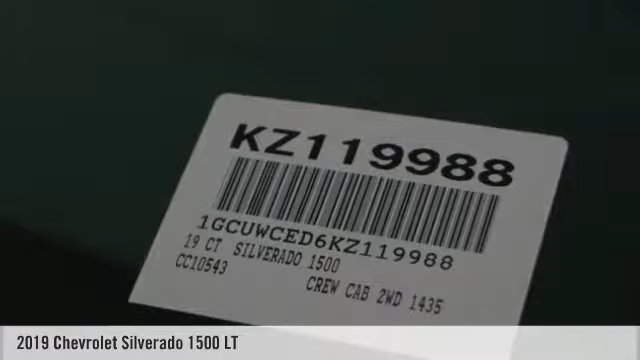 KZ119988
1GCUWCED6KZ119988
19 CT SILVERADO 1500
CC10543
CREW CAB 2WD 1435
2019 Chevrolet Silverado 1500 LT